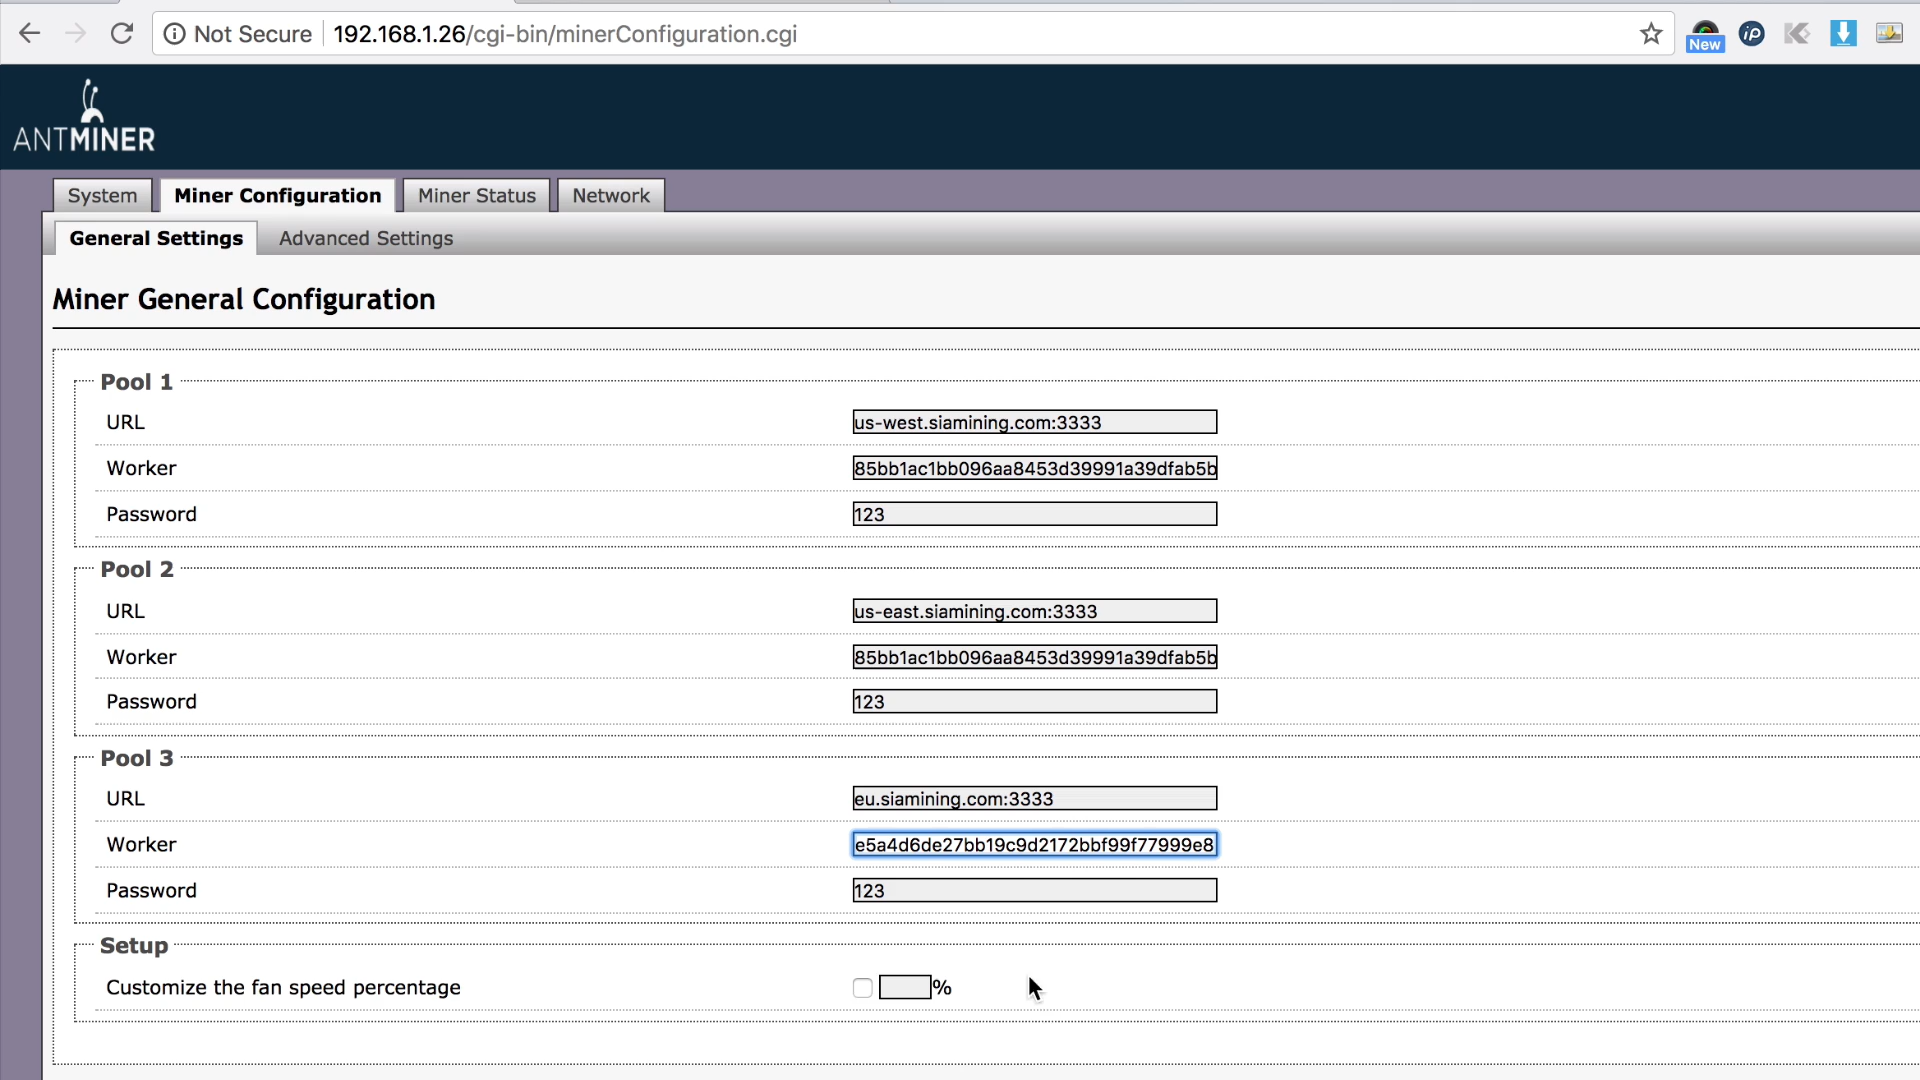 Not Secure 192.168.1.26/cgi-bin/minerConfiguration.cgi
New
iP
ANTMINER
System Miner Configuration Miner Status Network
General Settings Advanced Settings
Miner General Configuration
Pool 1
URL us-west.siamining.com:3333
Worker 85bb1ac1bb096aa8453d39991a39dfab5b
Password 123
Pool 2
URL us-east.siamining.com:3333
Worker 85bb1ac1bb096aa8453d39991a39dfab5b
Password 123
Pool 3
URL eu.siamining.com:3333
Worker e5a4d6de27bb19c9d2172bbf99f77999e8
Password 123
Setup
Customize the fan speed percentage %